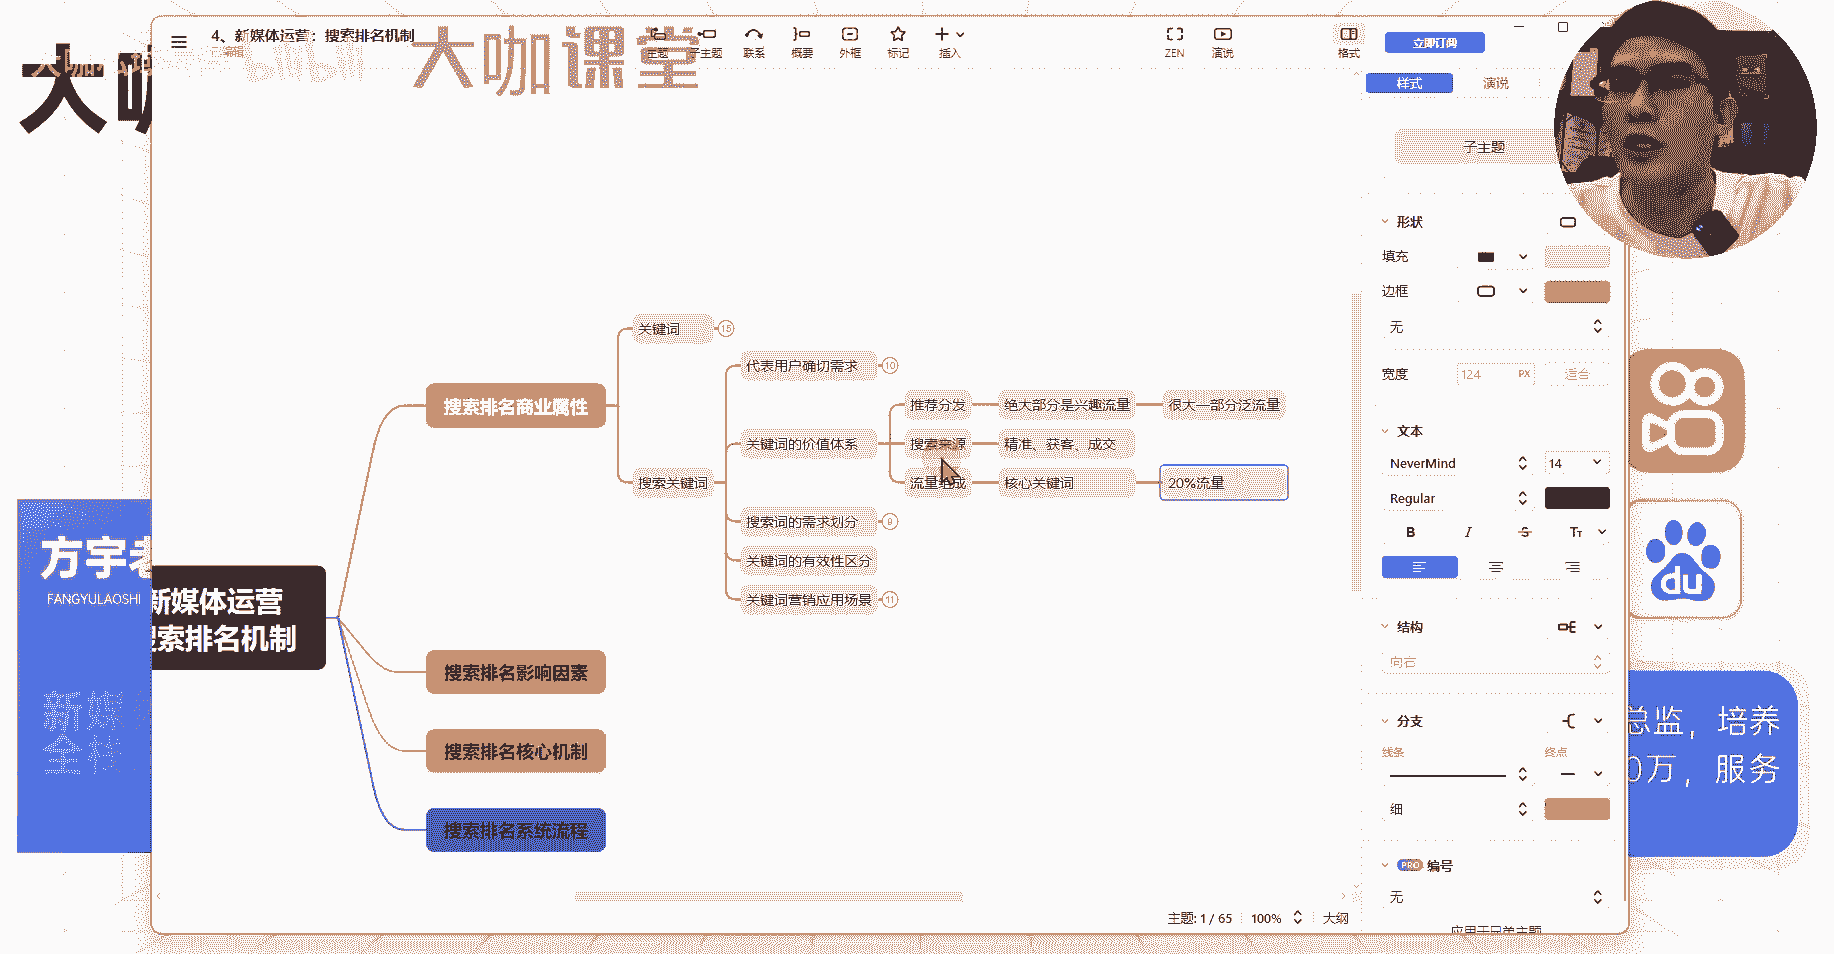 4、新媒体运营：搜索排名机制
已编辑
bilibili
大咖课堂
大咖
主题
子主题
联系
概要
外框
标记
插入
ZEN
演说
格式
立即订阅
样式
演说
子主题
形状
填充
边框
无
宽度
124
PX
适合
文本
NeverMind
14
Regular
B
I
S
TT
结构
向右
分支
线条
终点
细
PRO
编号
无
应用于兄弟主题
关键词
15
代表用户确切需求
10
推荐分发
绝大部分是兴趣流量
很大一部分泛流量
搜索排名商业属性
关键词的价值体系
搜索来源
精准、获客、成交
搜索关键词
流量组成
核心关键词
20%流量
搜索词的需求划分
9
关键词的有效性区分
关键词营销应用场景
11
方宇老
FANGYULAOSHI
新媒体运营
搜索排名机制
搜索排名影响因素
搜索排名核心机制
搜索排名系统流程
新媒
全栈
du
总监，培养
0万，服务
主题: 1 / 65
100%
大纲